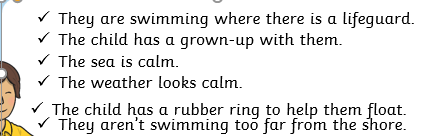 ✓ They are swimming where there is a lifeguard.
✓ The child has a grown-up with them.
✓ The sea is calm.
✓ The weather looks calm.
✓ The child has a rubber ring to help them float.
✓ They aren't swimming too far from the shore.